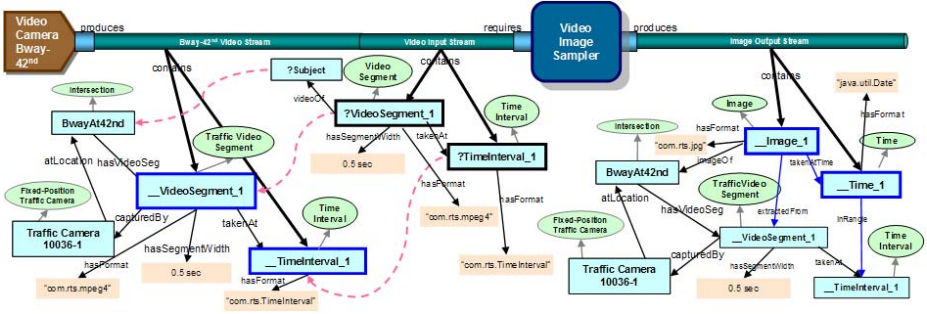 Video
Camera
Bway-
42nd
produces
Bway-42nd Video Stream
Video Input Stream
requires
Video
Image
Sampler
produces
Image Output Stream
contains
Intersection
BwayAt42nd
atLocation
hasVideoSeg
Traffic Video
Segment
__VideoSegment_1
Fixed-Position
Traffic Camera
Traffic Camera
10036-1
capturedBy
hasFormat
"com.rts.mpeg4"
hasSegmentWidth
0.5 sec
takenAt
Time
Interval
__TimeInterval_1
hasFormat
"com.rts.TimeInterval"
?Subject
videoOf
Video
Segment
contains
?VideoSegment_1
hasSegmentWidth
0.5 sec
takenAt
Time
Interval
?TimeInterval_1
hasFormat
"com.rts.mpeg4"
hasFormat
"com.rts.TimeInterval"
contains
"java.util.Date"
hasFormat
Image
hasFormat
__Image_1
"com.rts.jpg"
imageOf
takenAtTime
Time
__Time_1
Intersection
BwayAt42nd
atLocation
hasVideoSeg
TrafficVideo
Segment
extractedFrom
InRange
Fixed-Position
Traffic Camera
Traffic Camera
10036-1
capturedBy
__VideoSegment_1
hasSegmentWidth
0.5 sec
takenAt
Time
Interval
__TimeInterval_1